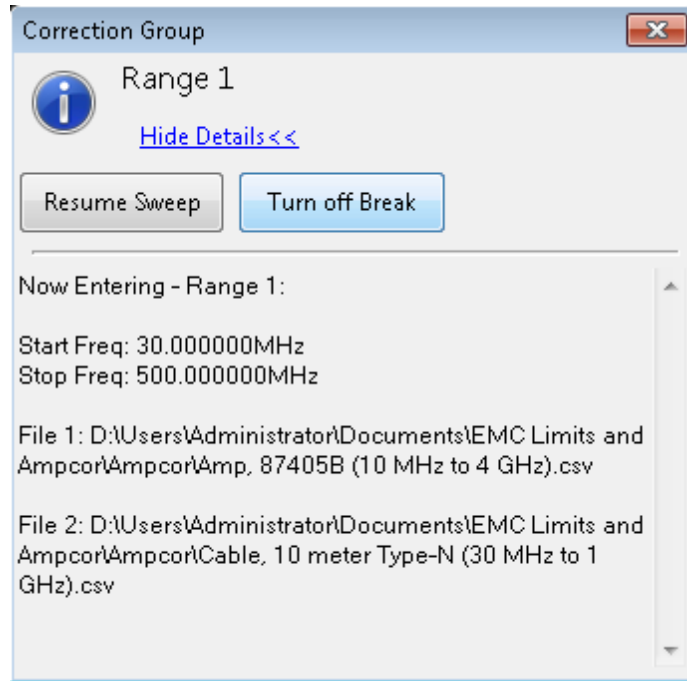 Correction Group
Range 1
Hide Details<<
Resume Sweep
Turn off Break
Now Entering - Range 1:
Start Freq: 30.000000MHz
Stop Freq: 500.000000MHz
File 1: D:\Users\Administrator\Documents\EMC Limits and
Ampcor\Ampcor\Amp, 87405B (10 MHz to 4 GHz).csv
File 2: D:\Users\Administrator\Documents\EMC Limits and
Ampcor\Ampcor\Cable, 10 meter Type-N (30 MHz to 1
GHz).csv